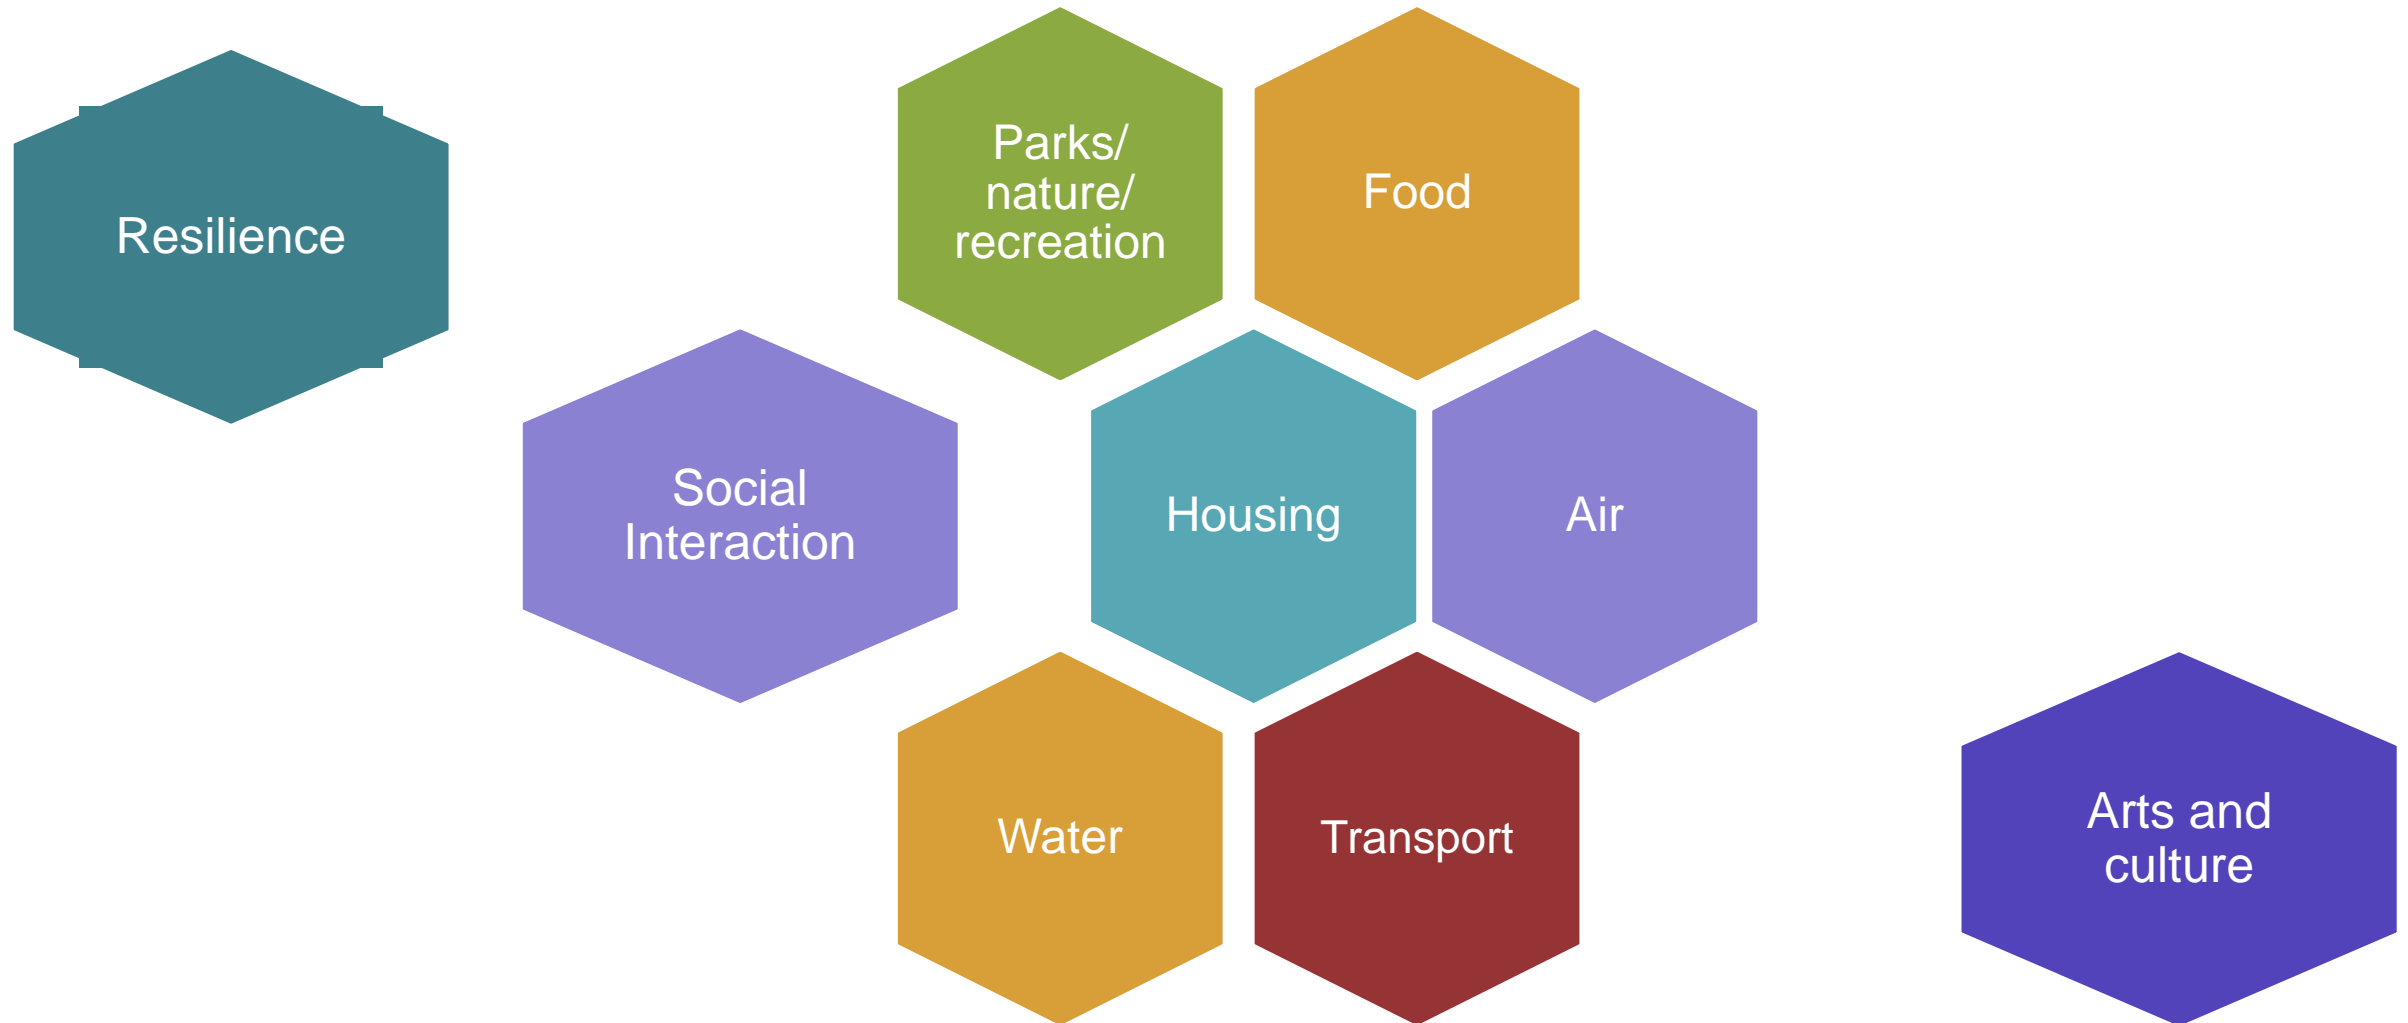 Resilience
Parks/
nature/
recreation
Food
Social
Interaction
Housing
Air
Water
Transport
Arts and
culture